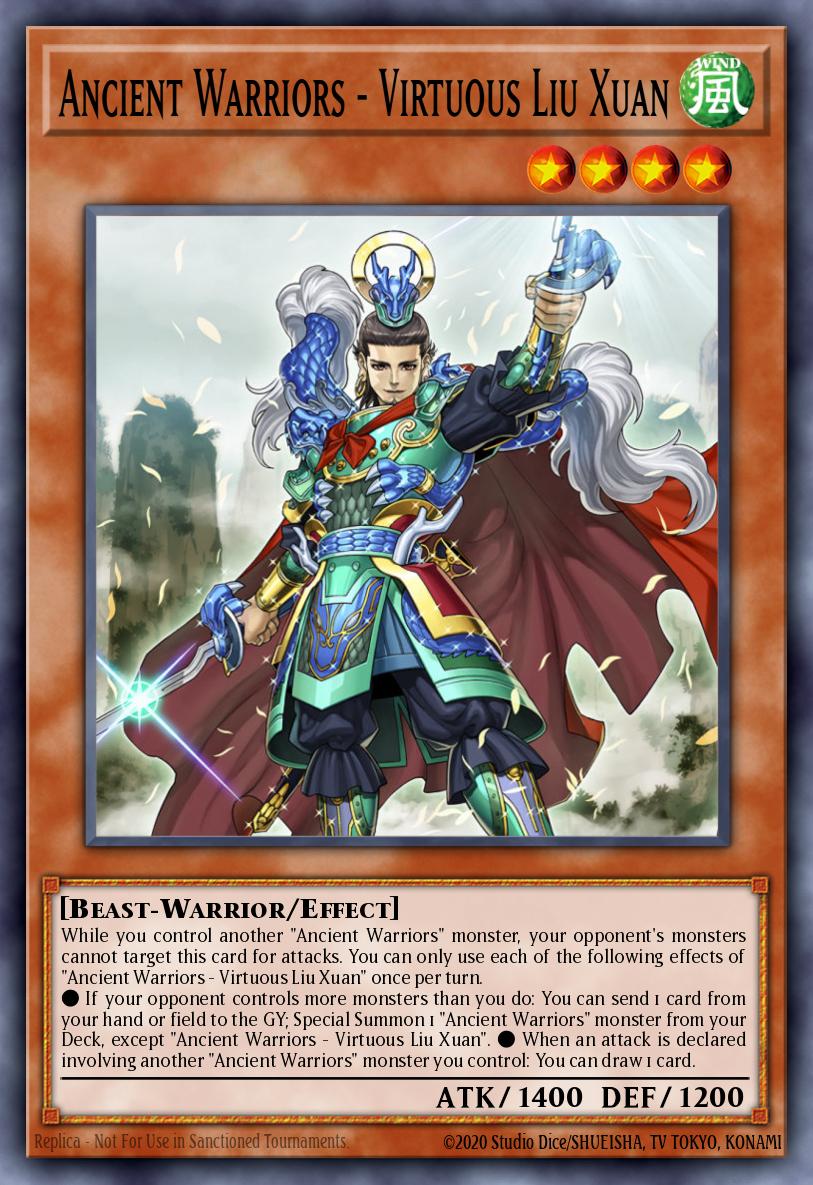 Ancient Warriors - Virtuous Liu Xuan
WIND
風
[Beast-Warrior/Effect]
While you control another "Ancient Warriors" monster, your opponent's monsters
cannot target this card for attacks. You can only use each of the following effects of
"Ancient Warriors - Virtuous Liu Xuan" once per turn.
● If your opponent controls more monsters than you do: You can send 1 card from
your hand or field to the GY; Special Summon 1 "Ancient Warriors" monster from your
Deck, except "Ancient Warriors - Virtuous Liu Xuan". ● When an attack is declared
involving another "Ancient Warriors" monster you control: You can draw 1 card.
ATK/1400 DEF/1200
Replica - Not For Use in Sanctioned Tournaments.
©2020 Studio Dice/SHUEISHA, TV TOKYO, KONAMI